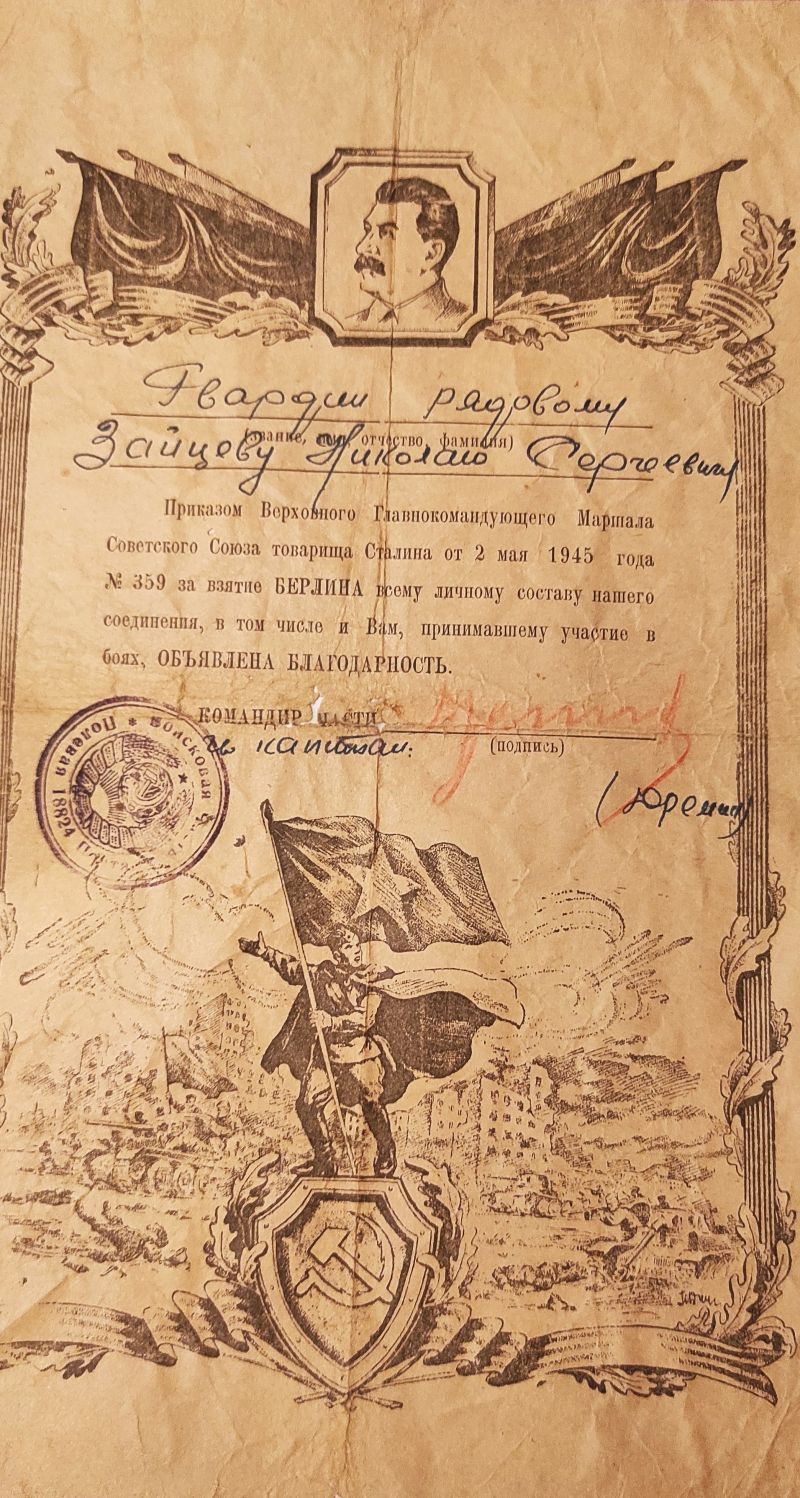 Гвардии рядовому
(звание, имя, отчество, фамилия)
Зайцеву Николаю Сергеевичу
Приказом Верховного Главнокомандующего Маршала
Советского Союза товарища Сталина от 2 мая 1945 года
№ 359 за взятие БЕРЛИНА всему личному составу нашего
соединения, в том числе и Вам, принимавшему участие в
боях, ОБЪЯВЛЕНА БЛАГОДАРНОСТЬ.
КОМАНДИР ЧАСТИ
гв капитан:
(подпись)
Войсковая часть Полевая 18824